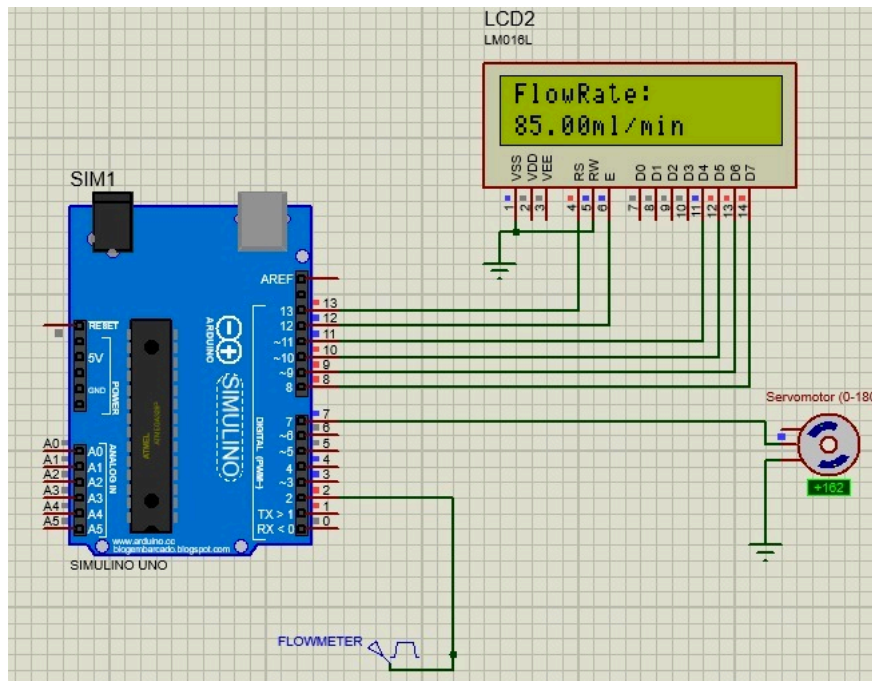 LCD2
LM016L
FlowRate:
85.00ml/min
VSS
VDD
VEE
RS
RW
E
D0
D1
D2
D3
D4
D5
D6
D7
1
2
3
4
5
6
7
8
9
10
11
12
13
14
SIM1
AREF
13
12
~11
~10
~9
8
13
12
11
10
9
8
RESET
5V
GND
POWER
ARDUINO
SIMULINO
ATMEL
DIGITAL (PWM~)
7
~6
~5
4
~3
2
TX > 1
RX < 0
7
6
5
4
3
2
1
0
ANALOG IN
A0
A1
A2
A3
A4
A5
A0
A1
A2
A3
A4
A5
www.arduino.cc
blogembarcado.blogspot.com
SIMULINO UNO
Servomotor (0-180
+162
FLOWMETER